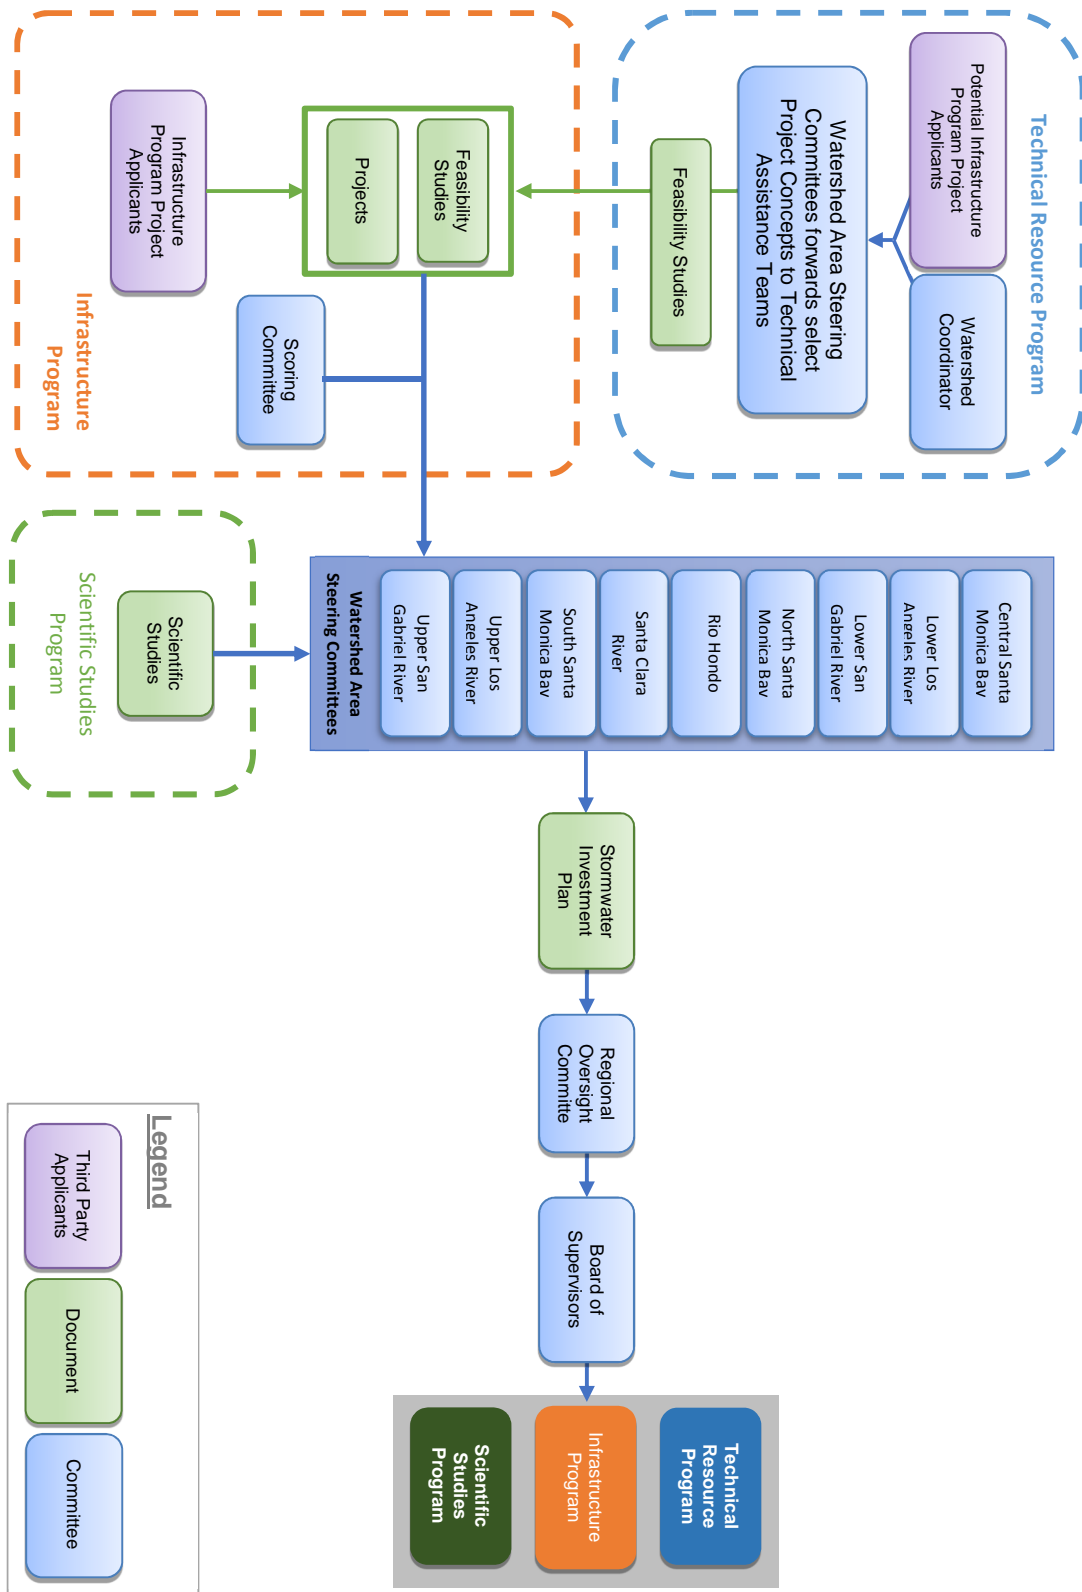 Technical Resource Program
Potential Infrastructure
Program Project
Applicants
Watershed
Coordinator
Watershed Area Steering
Committees forwards select
Project Concepts to Technical
Assistance Teams
Feasibility Studies
Feasibility
Studies
Projects
Infrastructure
Program Project
Applicants
Scoring
Committee
Infrastructure
Program
Central Santa
Monica Bay
Lower Los
Angeles River
Lower San
Gabriel River
North Santa
Monica Bay
Rio Hondo
Santa Clara
River
South Santa
Monica Bay
Upper Los
Angeles River
Upper San
Gabriel River
Watershed Area
Steering Committees
Scientific
Studies
Scientific Studies
Program
Stormwater
Investment
Plan
Regional
Oversight
Committe
Board of
Supervisors
Technical
Resource
Program
Infrastructure
Program
Scientific
Studies
Program
Legend
Third Party
Applicants
Document
Committee